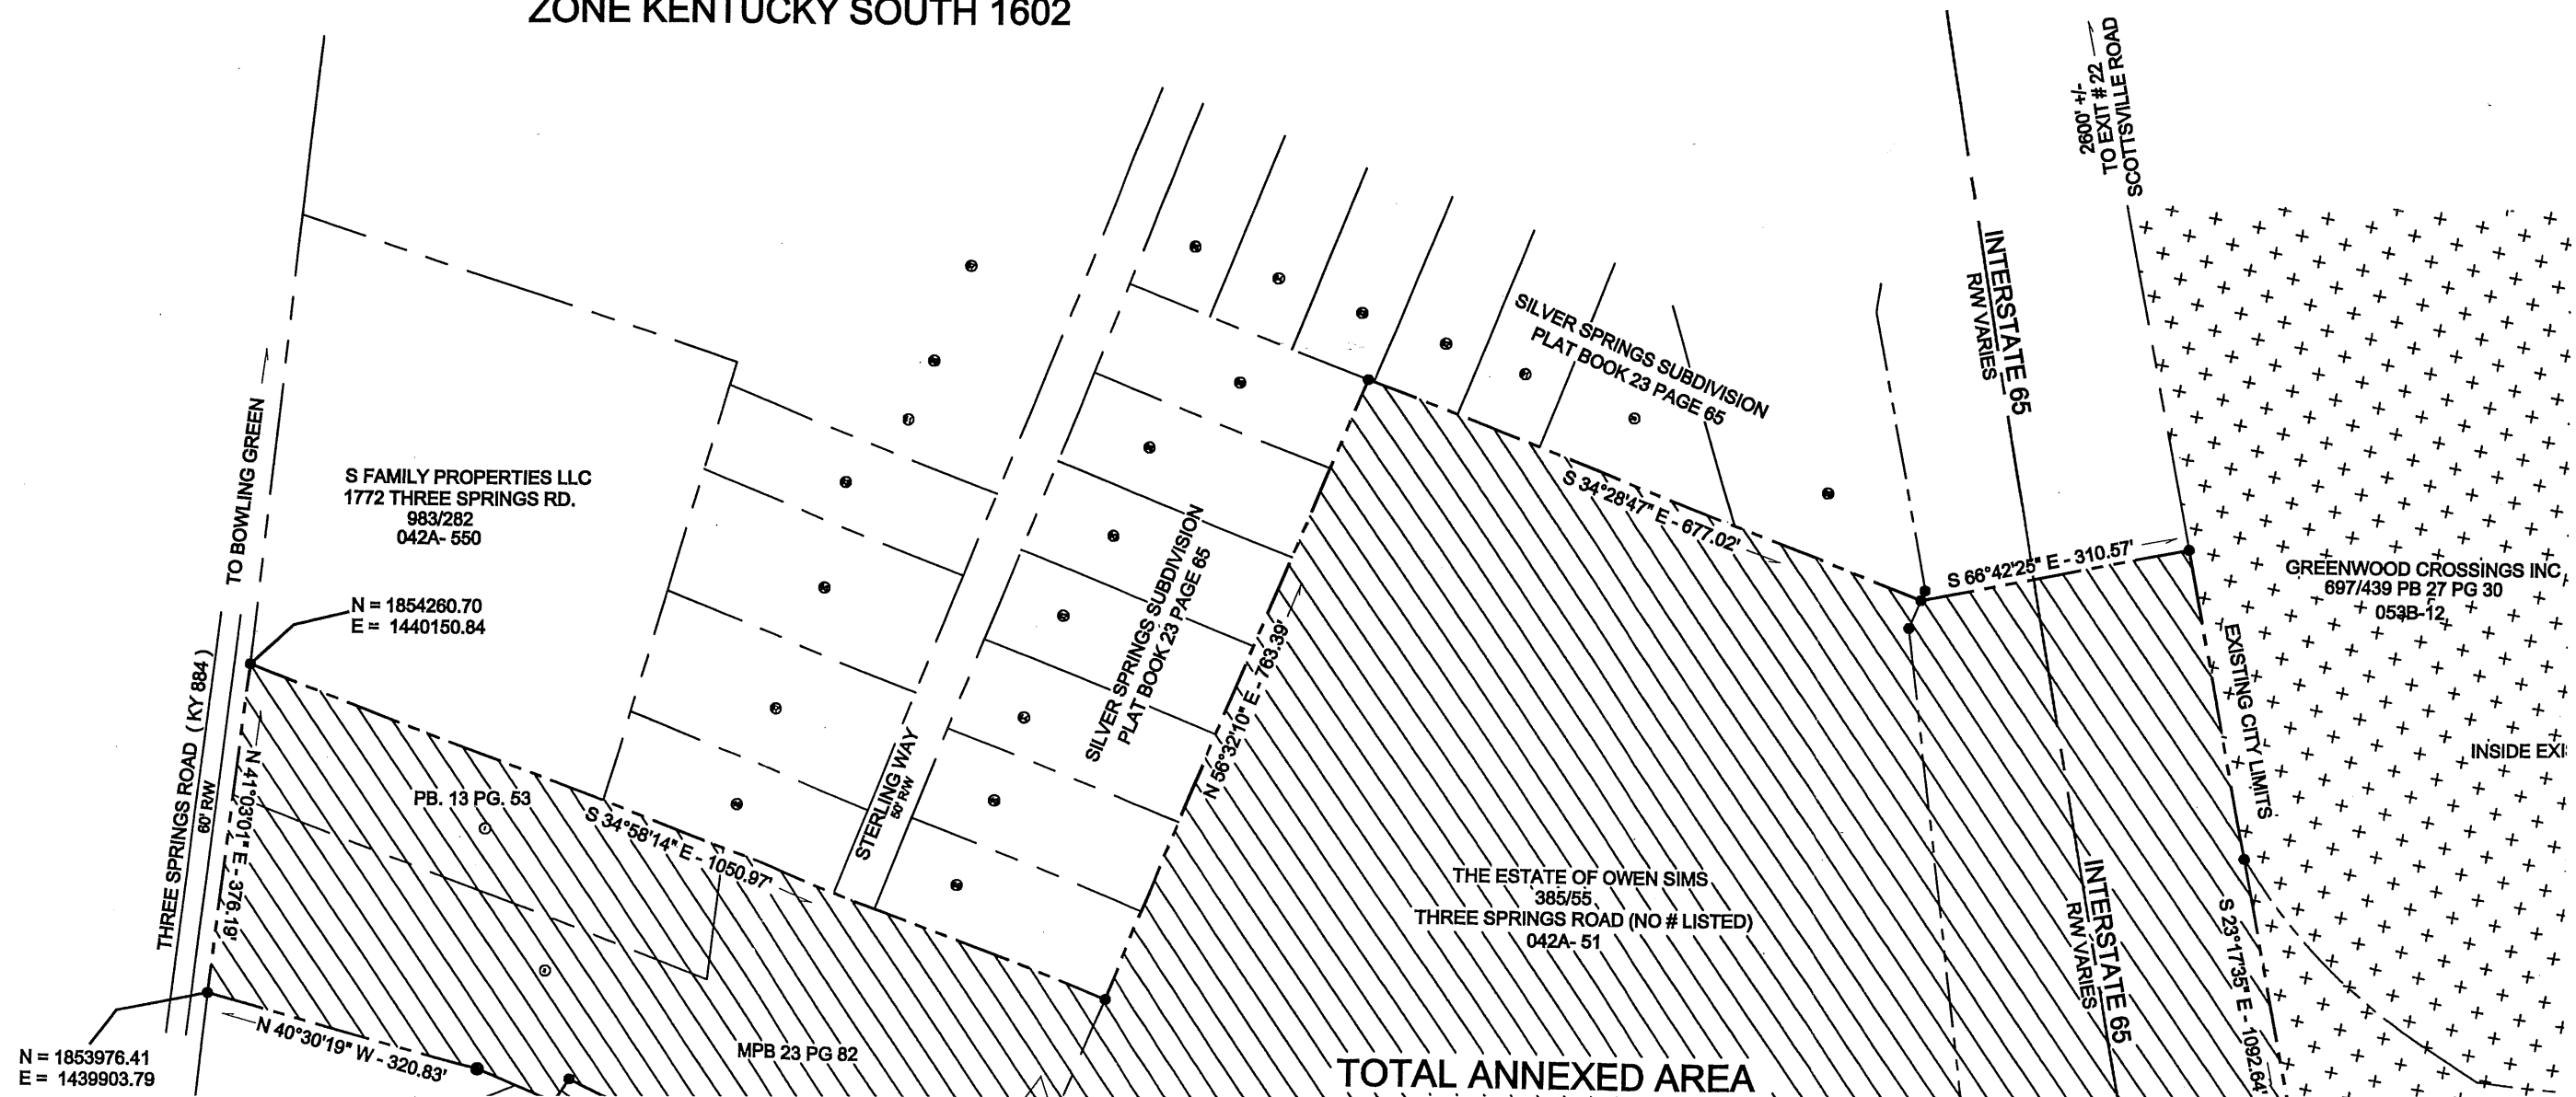 ZONE KENTUCKY SOUTH 1602
2600' +/-
TO EXIT # 22
SCOTTSVILLE ROAD
INTERSTATE 65
R/W VARIES
SILVER SPRINGS SUBDIVISION
PLAT BOOK 23 PAGE 65
TO BOWLING GREEN
S FAMILY PROPERTIES LLC
1772 THREE SPRINGS RD.
983/282
042A- 550
N = 1854260.70
E = 1440150.84
S 34°28'47" E - 677.02'
S 66°42'25" E - 310.57'
GREENWOOD CROSSINGS INC,
697/439 PB 27 PG 30
053B-12
SILVER SPRINGS SUBDIVISION
PLAT BOOK 23 PAGE 65
N 56°32'10" E - 763.39'
EXISTING CITY LIMITS
INSIDE EXI
THREE SPRINGS ROAD ( KY 884 )
60' R/W
N 41°03'01" E - 376.19'
PB. 13 PG. 53
S 34°58'14" E - 1050.97'
STERLING WAY
50' R/W
THE ESTATE OF OWEN SIMS
385/55
THREE SPRINGS ROAD (NO # LISTED)
042A- 51
INTERSTATE 65
R/W VARIES
S 23°17'35" E - 1092.64'
N = 1853976.41
E = 1439903.79
N 40°30'19" W - 320.83'
MPB 23 PG 82
TOTAL ANNEXED AREA